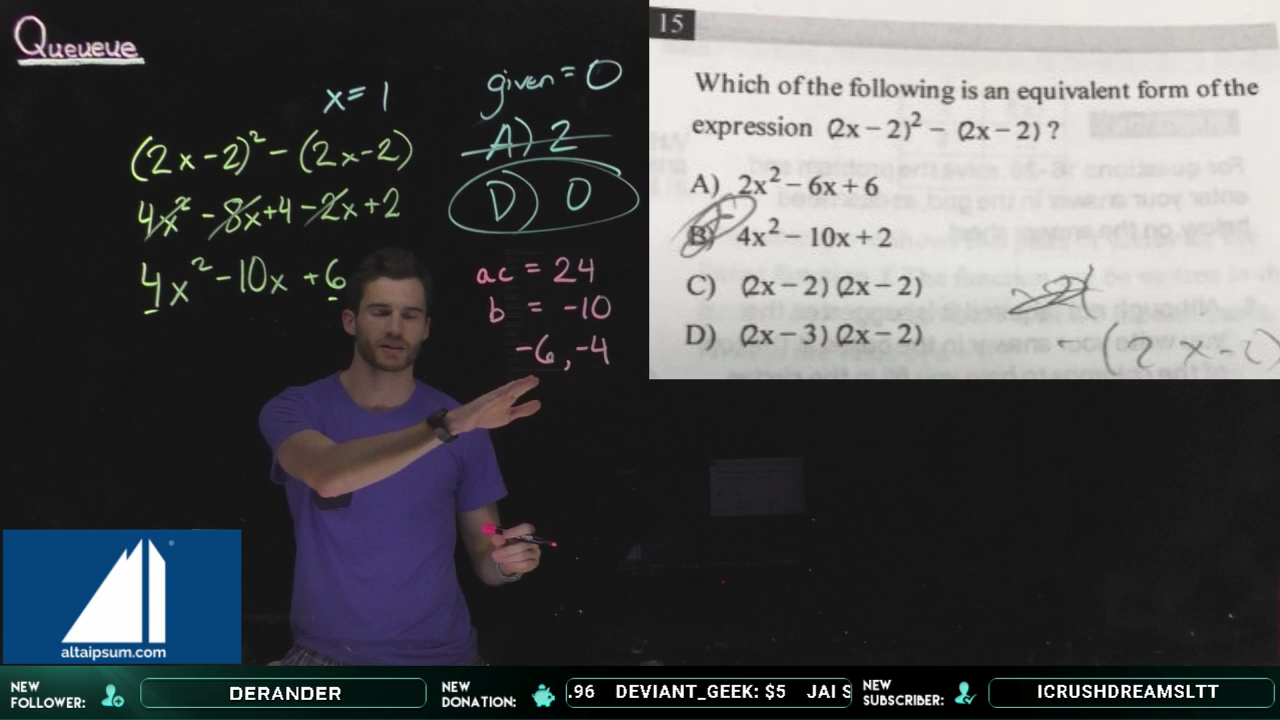 Queueue
x = 1
(2x-2)² - (2x-2)
4x² - 8x + 4 - 2x + 2
4x² - 10x + 6
given = 0
A) 2
D) 0
ac = 24
b = -10
-6, -4
15
Which of the following is an equivalent form of the
expression (2x − 2)² − (2x − 2) ?
A) 2x² − 6x + 6
B) 4x² − 10x + 2
C) (2x − 2)(2x − 2)
D) (2x − 3)(2x − 2)
(2x-2)
altaipsum.com
NEW FOLLOWER: DERANDER
NEW DONATION: .96 DEVIANT_GEEK: $5 JAI S
NEW SUBSCRIBER: ICRUSHDREAMSLTT